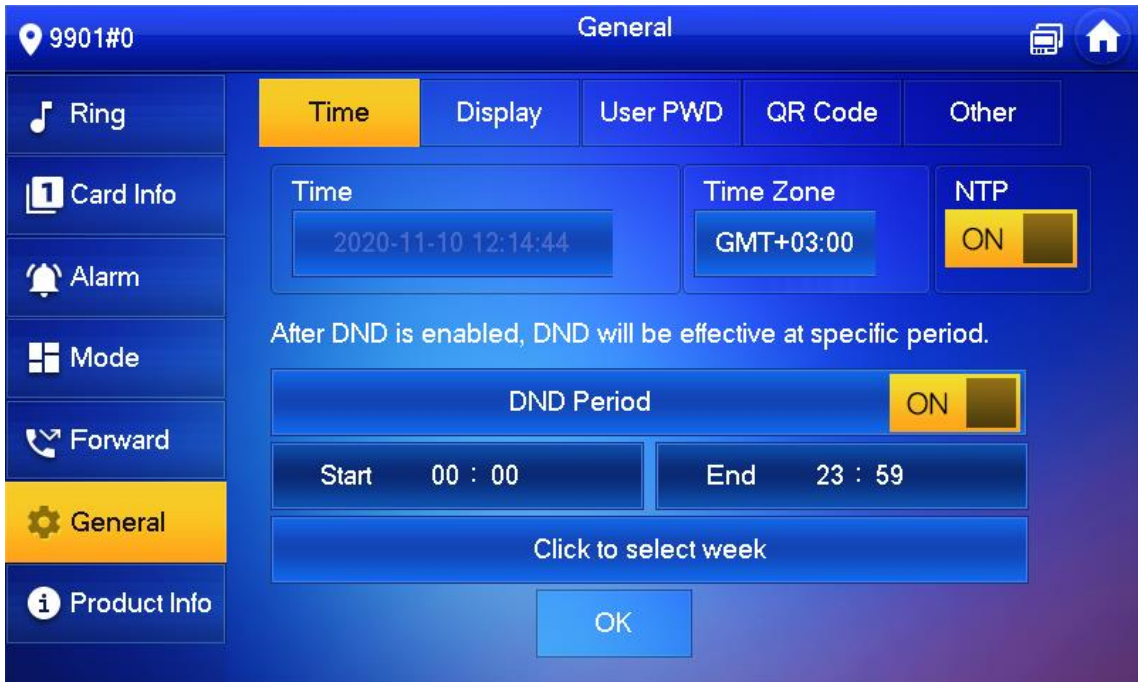 9901#0
General
Ring
Card Info
Alarm
Mode
Forward
General
Product Info
Time Display User PWD QR Code Other
Time
2020-11-10 12:14:44
Time Zone
GMT+03:00
NTP
ON
After DND is enabled, DND will be effective at specific period.
DND Period ON
Start 00 : 00 End 23 : 59
Click to select week
OK